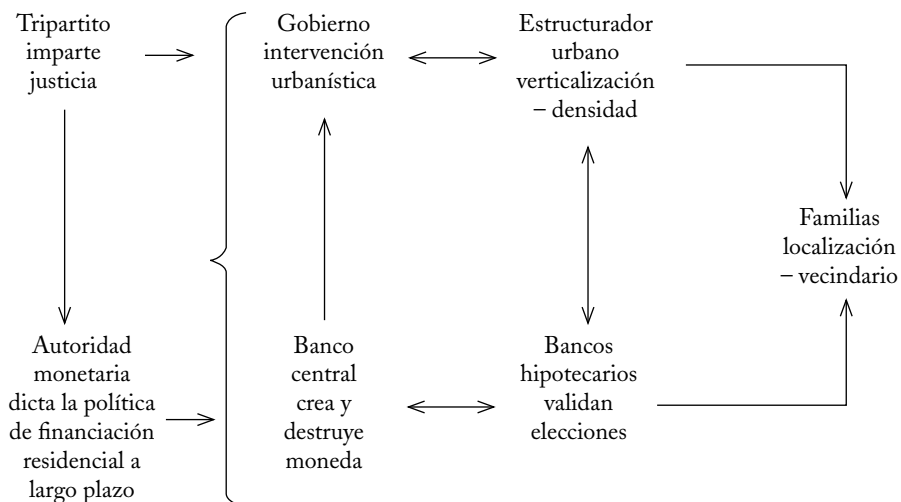 Tripartito
imparte
justicia
Gobierno
intervención
urbanística
Estructurador
urbano
verticalización
– densidad
Familias
localización
– vecindario
Autoridad
monetaria
dicta la política
de financiación
residencial a
largo plazo
Banco
central
crea y
destruye
moneda
Bancos
hipotecarios
validan
elecciones